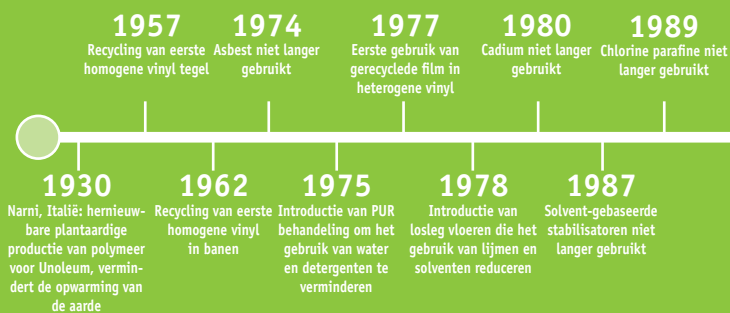 1957
Recycling van eerste
homogene vinyl tegel
1974
Asbest niet langer
gebruikt
1977
Eerste gebruik van
gerecyclede film in
heterogene vinyl
1980
Cadium niet langer
gebruikt
1989
Chlorine parafine niet
langer gebruikt
1930
Narni, Italië: hernieuw-
bare plantaardige
productie van polymeer
voor Unoleum, vermin-
dert de opwarming van
de aarde
1962
Recycling van eerste
homogene vinyl
in banen
1975
Introductie van PUR
behandeling om het
gebruik van water
en detergenten te
verminderen
1978
Introductie van
losleg vloeren die het
gebruik van lijmen en
solventen reduceren
1987
Solvent-gebaseerde
stabilisatoren niet
langer gebruikt